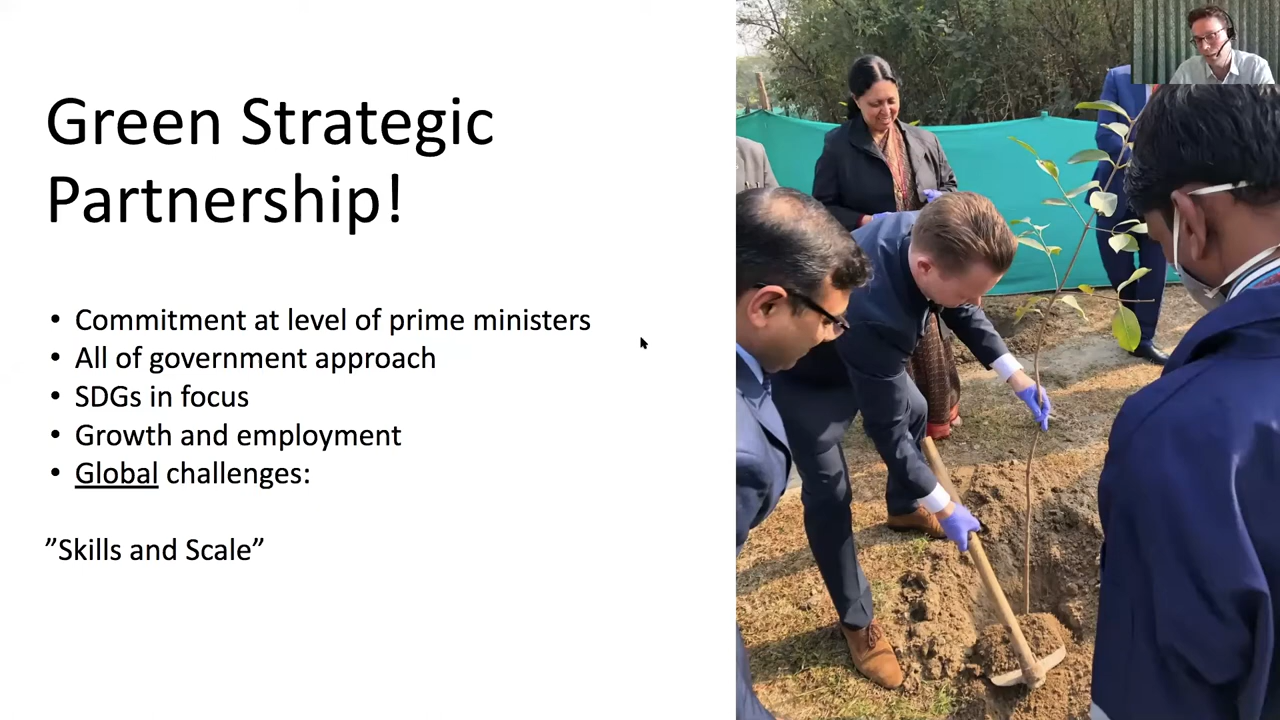 Green Strategic
Partnership!
• Commitment at level of prime ministers
• All of government approach
• SDGs in focus
• Growth and employment
• Global challenges:
”Skills and Scale”